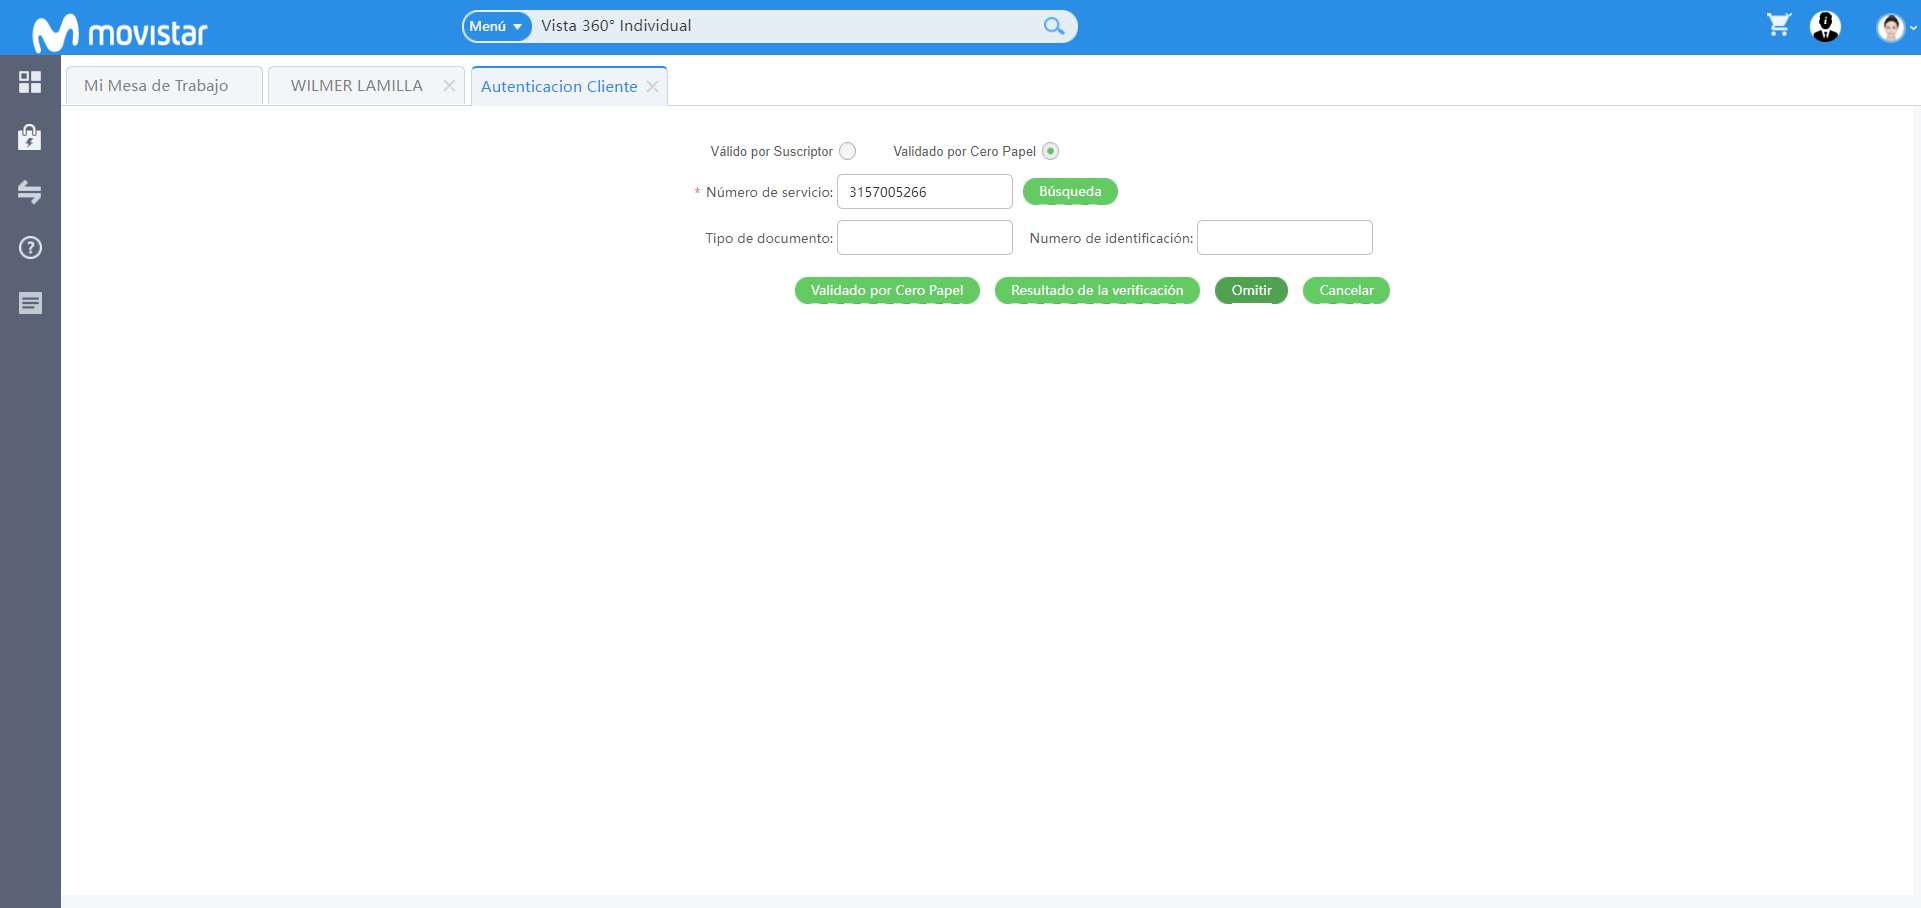 movistar
Menú Vista 360° Individual
Mi Mesa de Trabajo WILMER LAMILLA Autenticacion Cliente
Válido por Suscriptor Validado por Cero Papel
* Número de servicio: 3157005266 Búsqueda
Tipo de documento: Numero de identificación:
Validado por Cero Papel Resultado de la verificación Omitir Cancelar